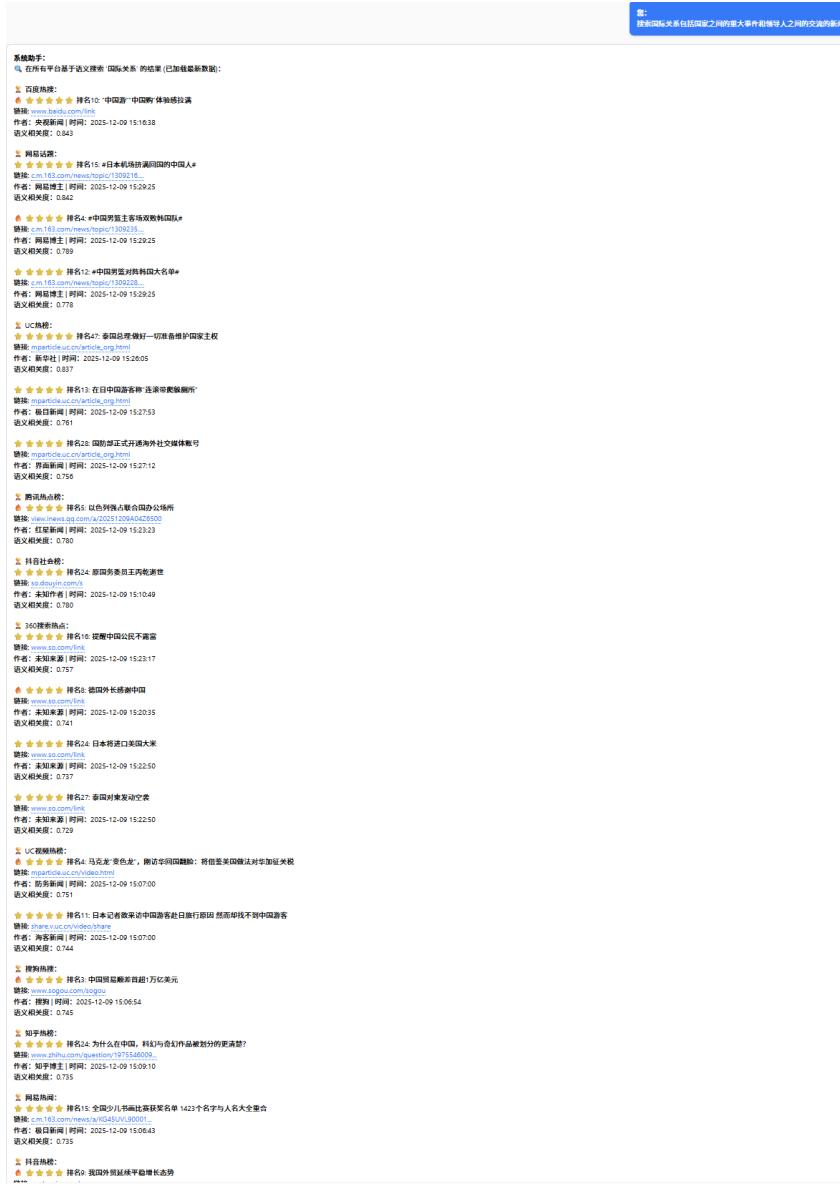 您:
搜索国际关系包括国家之间的重大事件和领导人之间的交流的新
系统助手:
🔍 在所有平台基于语义搜索 '国际关系' 的结果 (已加载最新数据):
百度热搜:
🔥 ⭐ ⭐ ⭐ ⭐ ⭐ 排名10: "中国游""中国购"体验感拉满
链接: www.baidu.com/link
作者: 央视新闻 | 时间: 2025-12-09 15:16:38
语义相关度: 0.843
网易话题:
⭐ ⭐ ⭐ ⭐ ⭐ 排名15: #日本机场挤满回国的中国人#
链接: c.m.163.com/news/topic/1309216...
作者: 网易博主 | 时间: 2025-12-09 15:29:25
语义相关度: 0.842
🔥 ⭐ ⭐ ⭐ ⭐ 排名4: #中国男篮主客场双败韩国队#
链接: c.m.163.com/news/topic/1309235...
作者: 网易博主 | 时间: 2025-12-09 15:29:25
语义相关度: 0.789
⭐ ⭐ ⭐ ⭐ 排名12: #中国男篮对阵韩国大名单#
链接: c.m.163.com/news/topic/1309228...
作者: 网易博主 | 时间: 2025-12-09 15:29:25
语义相关度: 0.778
UC热榜:
⭐ ⭐ ⭐ ⭐ ⭐ 排名47: 泰国总理:做好一切准备维护国家主权
链接: mparticle.uc.cn/article_org.html
作者: 新华社 | 时间: 2025-12-09 15:26:05
语义相关度: 0.837
⭐ ⭐ ⭐ ⭐ 排名13: 在日中国游客称"连滚带爬躲厕所"
链接: mparticle.uc.cn/article_org.html
作者: 极目新闻 | 时间: 2025-12-09 15:27:53
语义相关度: 0.761
⭐ ⭐ ⭐ ⭐ 排名28: 国防部正式开通海外社交媒体账号
链接: mparticle.uc.cn/article_org.html
作者: 界面新闻 | 时间: 2025-12-09 15:27:12
语义相关度: 0.756
腾讯热点榜:
🔥 ⭐ ⭐ ⭐ ⭐ 排名5: 以色列强占联合国办公场所
链接: view.inews.qq.com/a/20251209A04Z6500
作者: 红星新闻 | 时间: 2025-12-09 15:23:23
语义相关度: 0.780
抖音社会榜:
⭐ ⭐ ⭐ ⭐ 排名24: 原国务委员王丙乾逝世
链接: so.douyin.com/s
作者: 未知作者 | 时间: 2025-12-09 15:10:49
语义相关度: 0.780
360搜索热点:
⭐ ⭐ ⭐ ⭐ 排名16: 提醒中国公民不露富
链接: www.so.com/link
作者: 未知来源 | 时间: 2025-12-09 15:23:17
语义相关度: 0.757
🔥 ⭐ ⭐ ⭐ ⭐ 排名8: 德国外长感谢中国
链接: www.so.com/link
作者: 未知来源 | 时间: 2025-12-09 15:20:35
语义相关度: 0.741
⭐ ⭐ ⭐ ⭐ 排名24: 日本将进口美国大米
链接: www.so.com/link
作者: 未知来源 | 时间: 2025-12-09 15:22:50
语义相关度: 0.737
⭐ ⭐ ⭐ ⭐ 排名27: 泰国对柬发动空袭
链接: www.so.com/link
作者: 未知来源 | 时间: 2025-12-09 15:22:50
语义相关度: 0.729
UC视频热榜:
🔥 ⭐ ⭐ ⭐ ⭐ 排名4: 马克龙"变色龙"，刚访华回国翻脸：将借鉴美国做法对华加征关税
链接: mparticle.uc.cn/video.html
作者: 防务新闻 | 时间: 2025-12-09 15:07:00
语义相关度: 0.751
⭐ ⭐ ⭐ ⭐ 排名11: 日本记者欲采访中国游客赴日旅行原因 然而却找不到中国游客
链接: share.v.uc.cn/video/share
作者: 海客新闻 | 时间: 2025-12-09 15:07:00
语义相关度: 0.744
搜狗热搜:
🔥 ⭐ ⭐ ⭐ ⭐ 排名3: 中国贸易顺差首超1万亿美元
链接: www.sogou.com/sogou
作者: 搜狗 | 时间: 2025-12-09 15:06:54
语义相关度: 0.745
知乎热榜:
⭐ ⭐ ⭐ ⭐ 排名24: 为什么在中国，科幻与奇幻作品被划分的更清楚？
链接: www.zhihu.com/question/1975546009...
作者: 知乎博主 | 时间: 2025-12-09 15:09:10
语义相关度: 0.735
网易热闻:
⭐ ⭐ ⭐ ⭐ 排名15: 全国少儿书画比赛获奖名单 1423个名字与人名大全重合
链接: c.m.163.com/news/a/KG45UVL90001...
作者: 极目新闻 | 时间: 2025-12-09 15:06:43
语义相关度: 0.735
抖音热榜:
🔥 ⭐ ⭐ ⭐ ⭐ 排名9: 我国外贸延续平稳增长态势